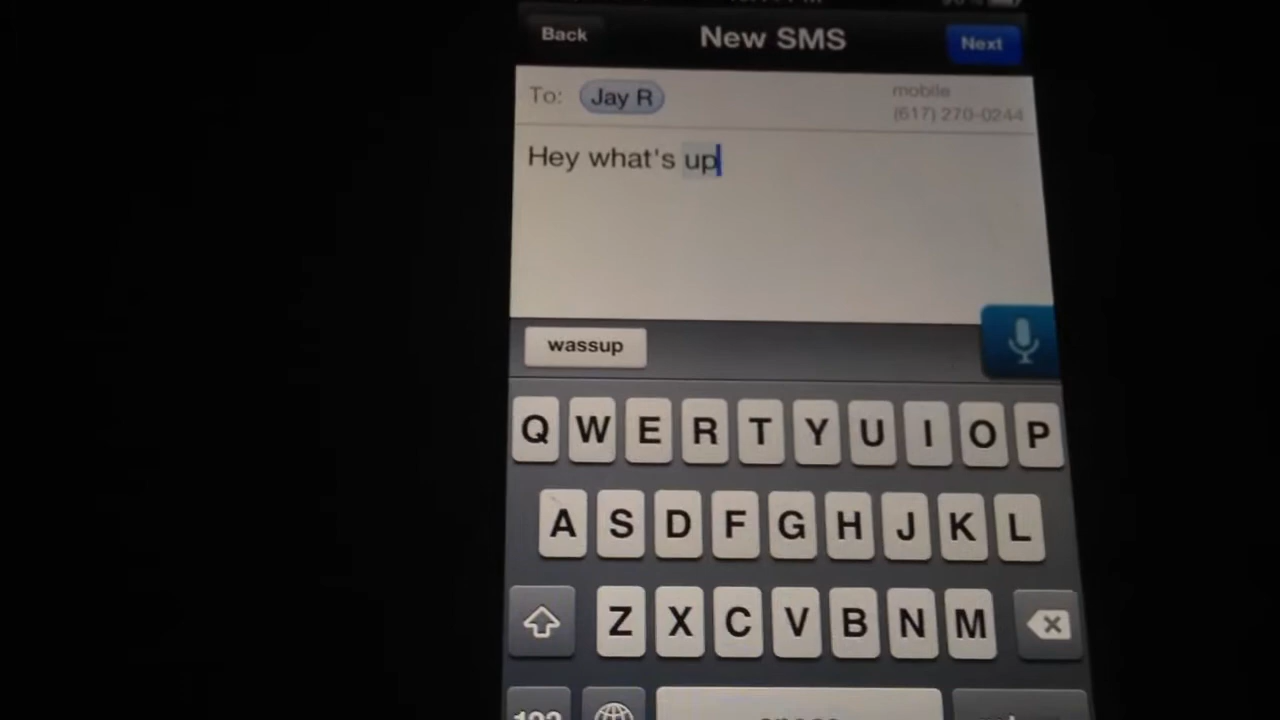 Back New SMS Next
To: Jay R mobile
(617) 270-0244
Hey what's up
wassup
Q W E R T Y U I O P
A S D F G H J K L
Z X C V B N M